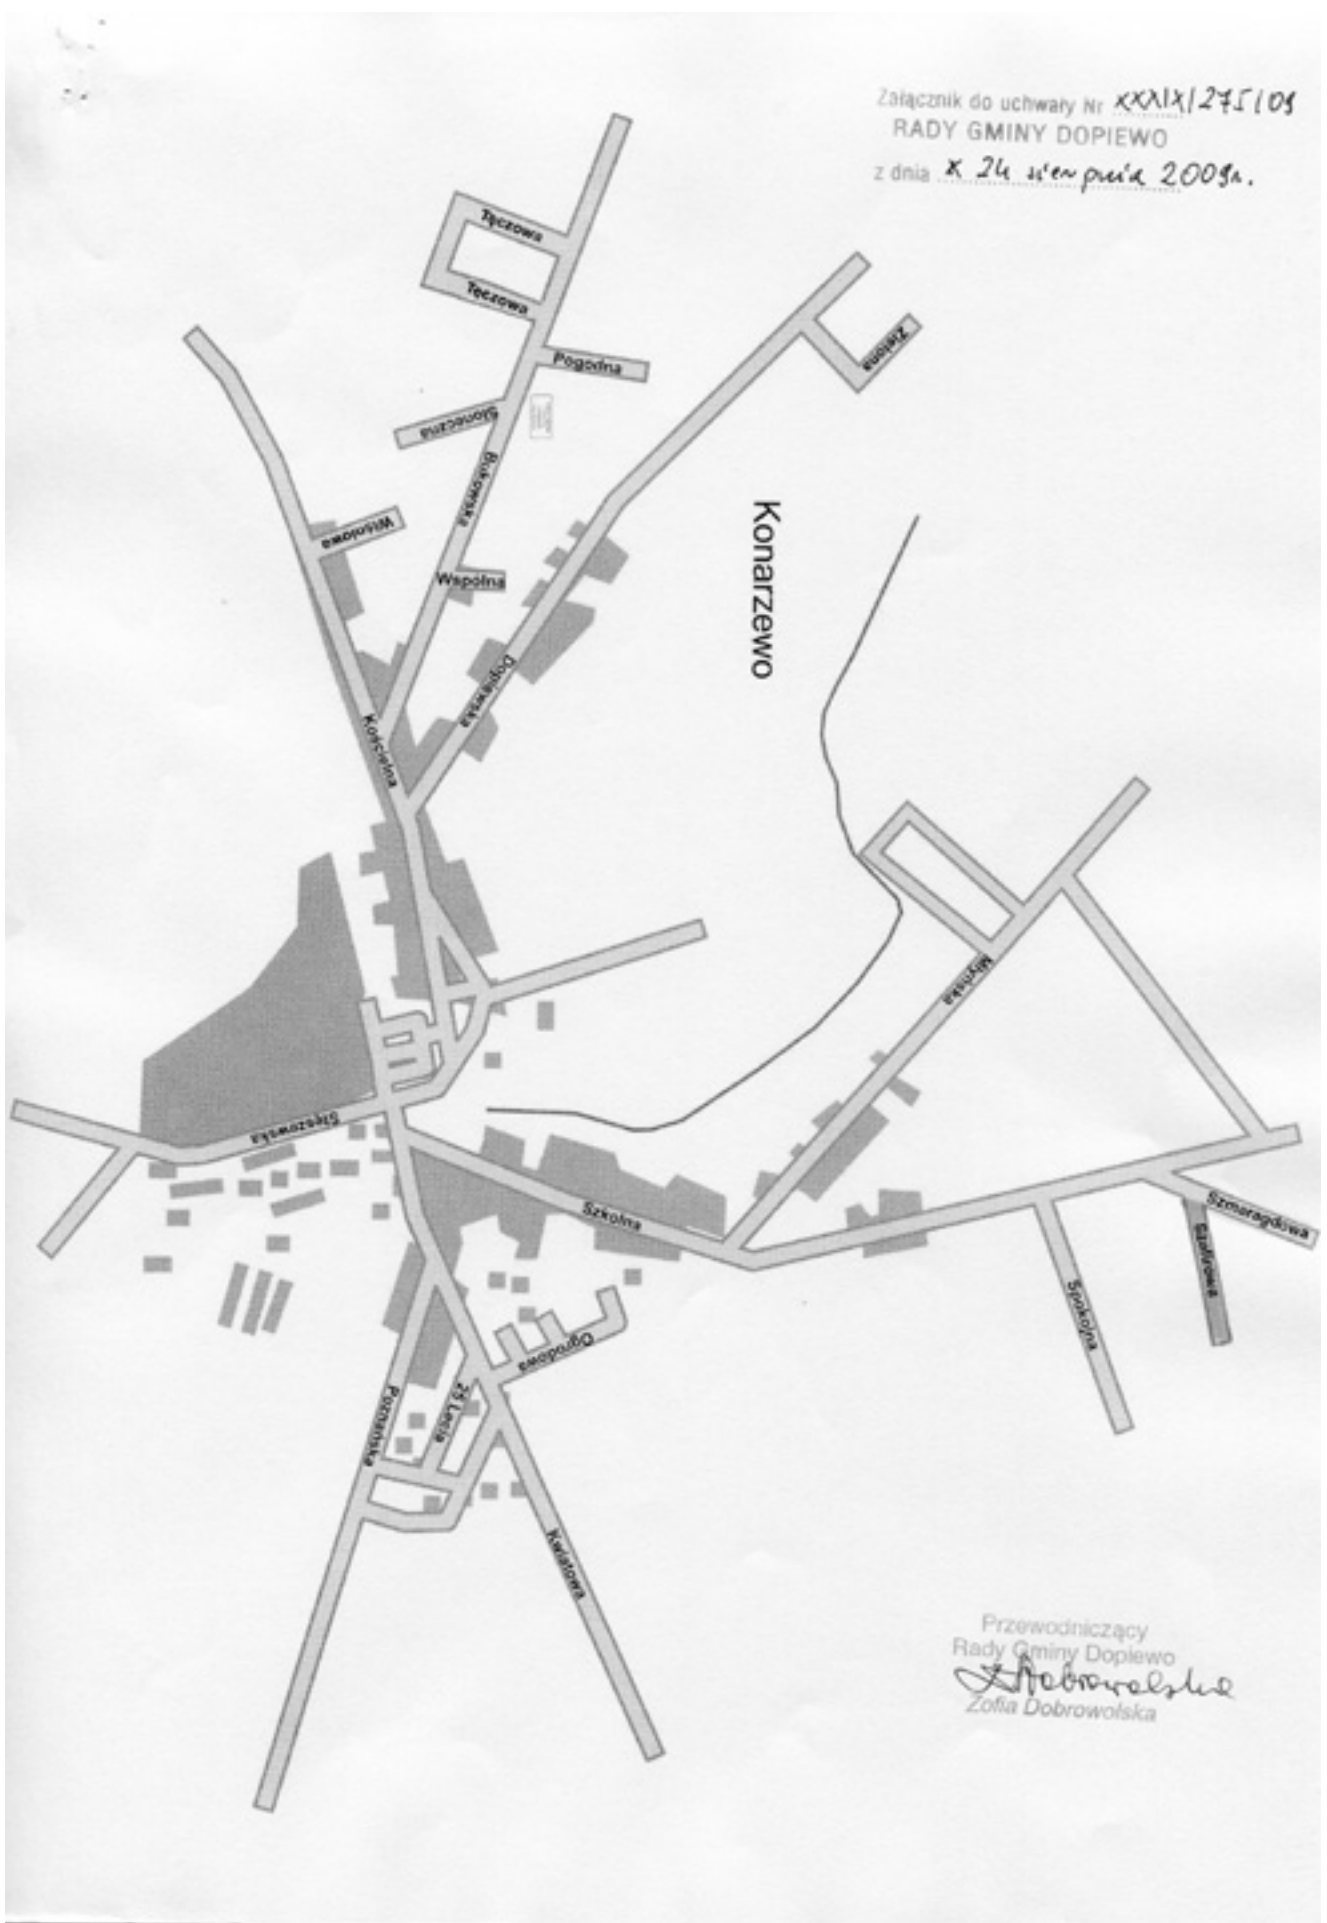 Załącznik do uchwały Nr XXXIX/275/09
RADY GMINY DOPIEWO
z dnia 24 sierpnia 2009r.
Tęczowa
Tęczowa
Zielona
Pogodna
Słoneczna
Bukowska
Wiśniowa
Wspólna
Konarzewo
Dopiewska
Kościelna
Młyńska
Stęszewska
Szkolna
Szmaragdowa
Szafirowa
Spokojna
Ogrodowa
25 Lecia
Poznańska
Kwiatowa
Przewodniczący
Rady Gminy Dopiewo
Z Dobrowolska
Zofia Dobrowolska